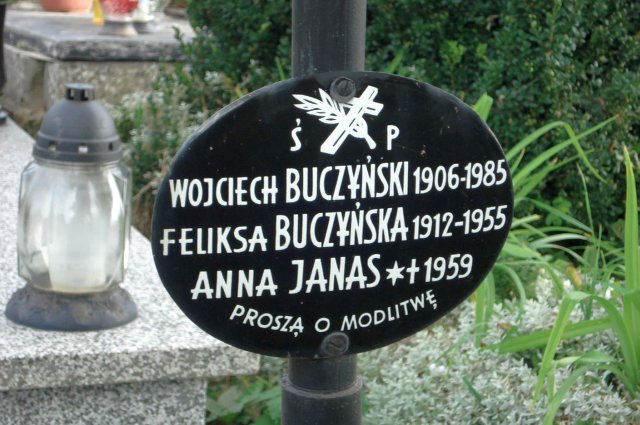 Ś P
WOJCIECH BUCZYŃSKI 1906-1985
FELIKSA BUCZYŃSKA 1912-1955
ANNA JANAS *† 1959
PROSZĄ O MODLITWĘ